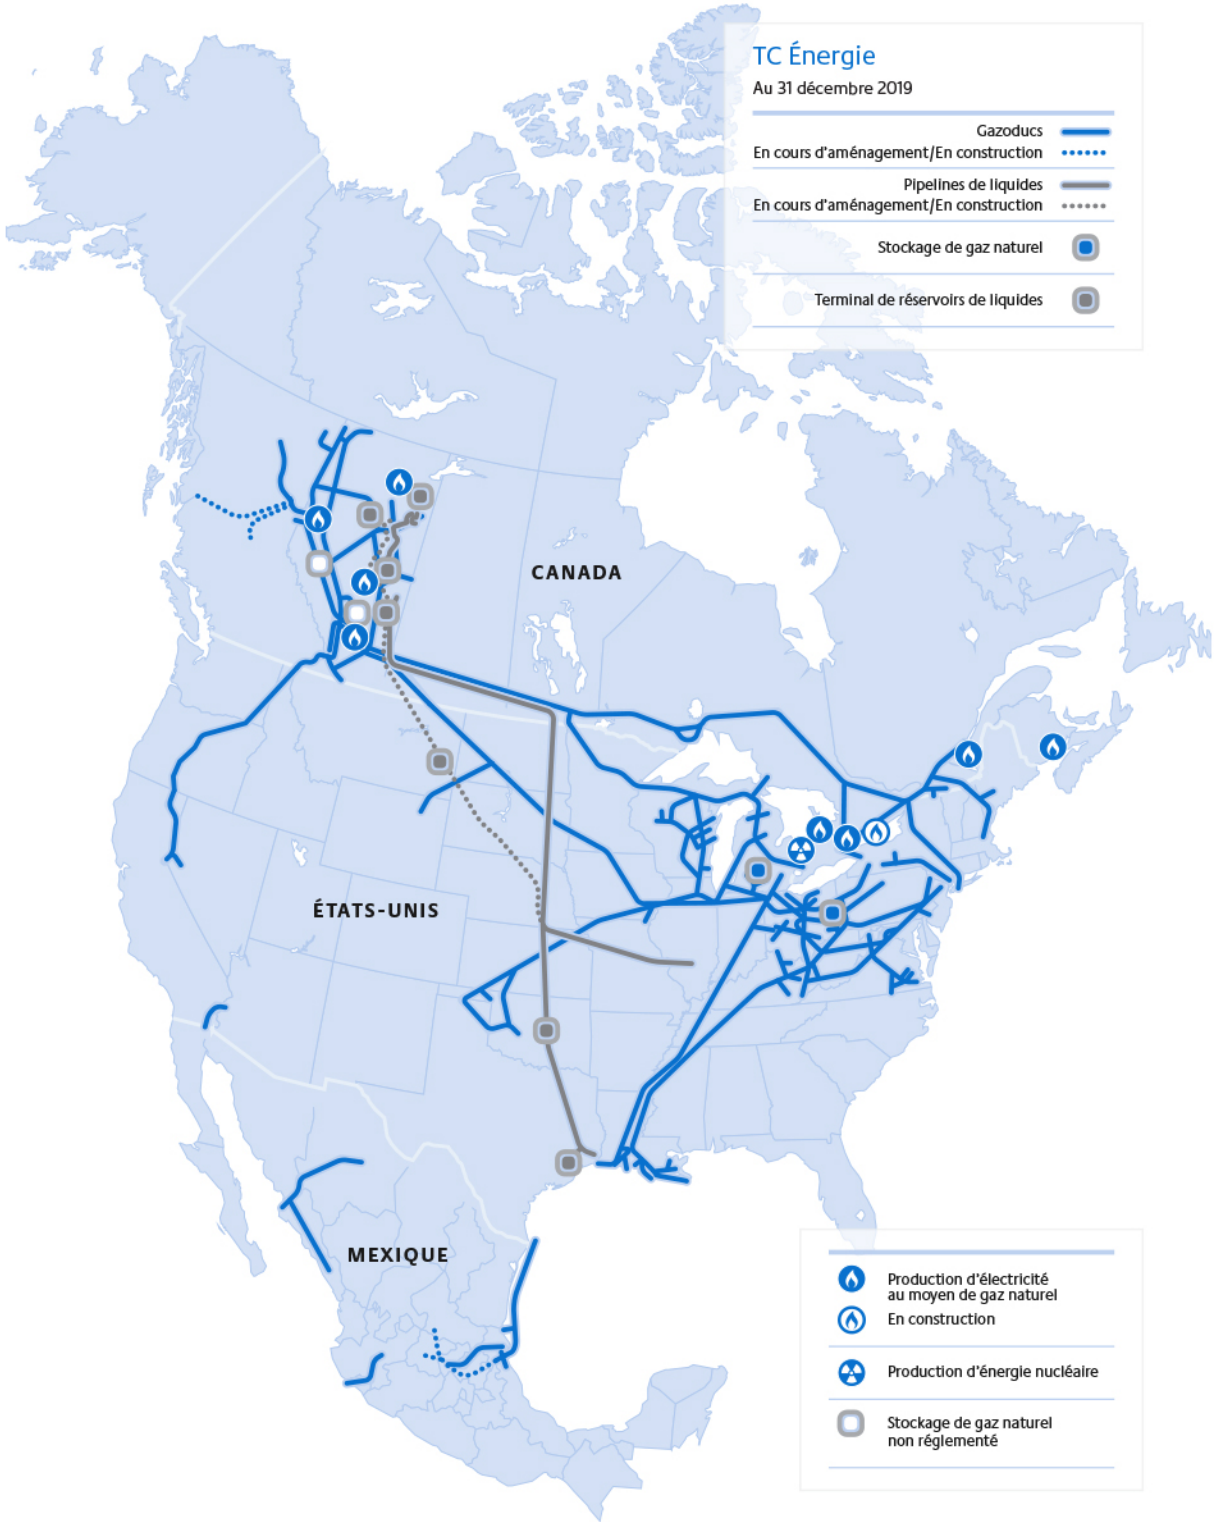 TC Énergie
Au 31 décembre 2019
Gazoducs
En cours d'aménagement/En construction
Pipelines de liquides
En cours d'aménagement/En construction
Stockage de gaz naturel
Terminal de réservoirs de liquides
CANADA
ÉTATS-UNIS
MEXIQUE
Production d'électricité
au moyen de gaz naturel
En construction
Production d'énergie nucléaire
Stockage de gaz naturel
non réglementé